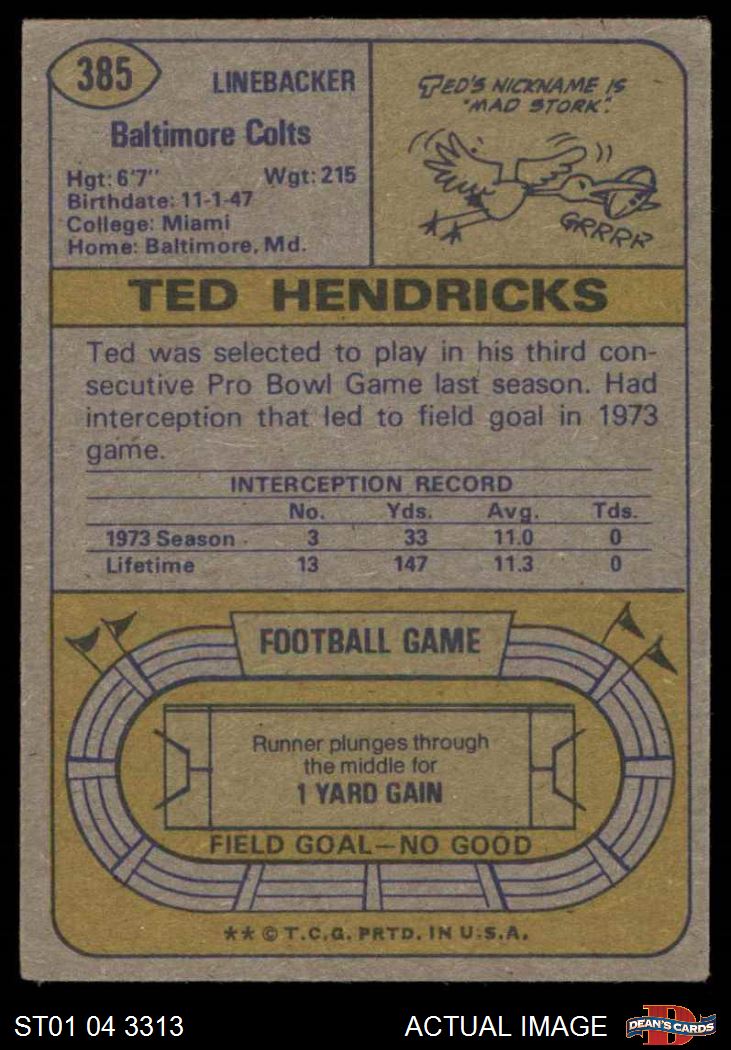 385
LINEBACKER
Baltimore Colts
Hgt: 6'7" Wgt: 215
Birthdate: 11-1-47
College: Miami
Home: Baltimore, Md.
TED'S NICKNAME IS
"MAD STORK".
GRRRR
TED HENDRICKS
Ted was selected to play in his third con-
secutive Pro Bowl Game last season. Had
interception that led to field goal in 1973
game.
INTERCEPTION RECORD
No. Yds. Avg. Tds.
1973 Season 3 33 11.0 0
Lifetime 13 147 11.3 0
FOOTBALL GAME
Runner plunges through
the middle for
1 YARD GAIN
FIELD GOAL—NO GOOD
** © T.C.G. PRTD. IN U.S.A.
ST01 04 3313
ACTUAL IMAGE
D
DEAN'S CARDS